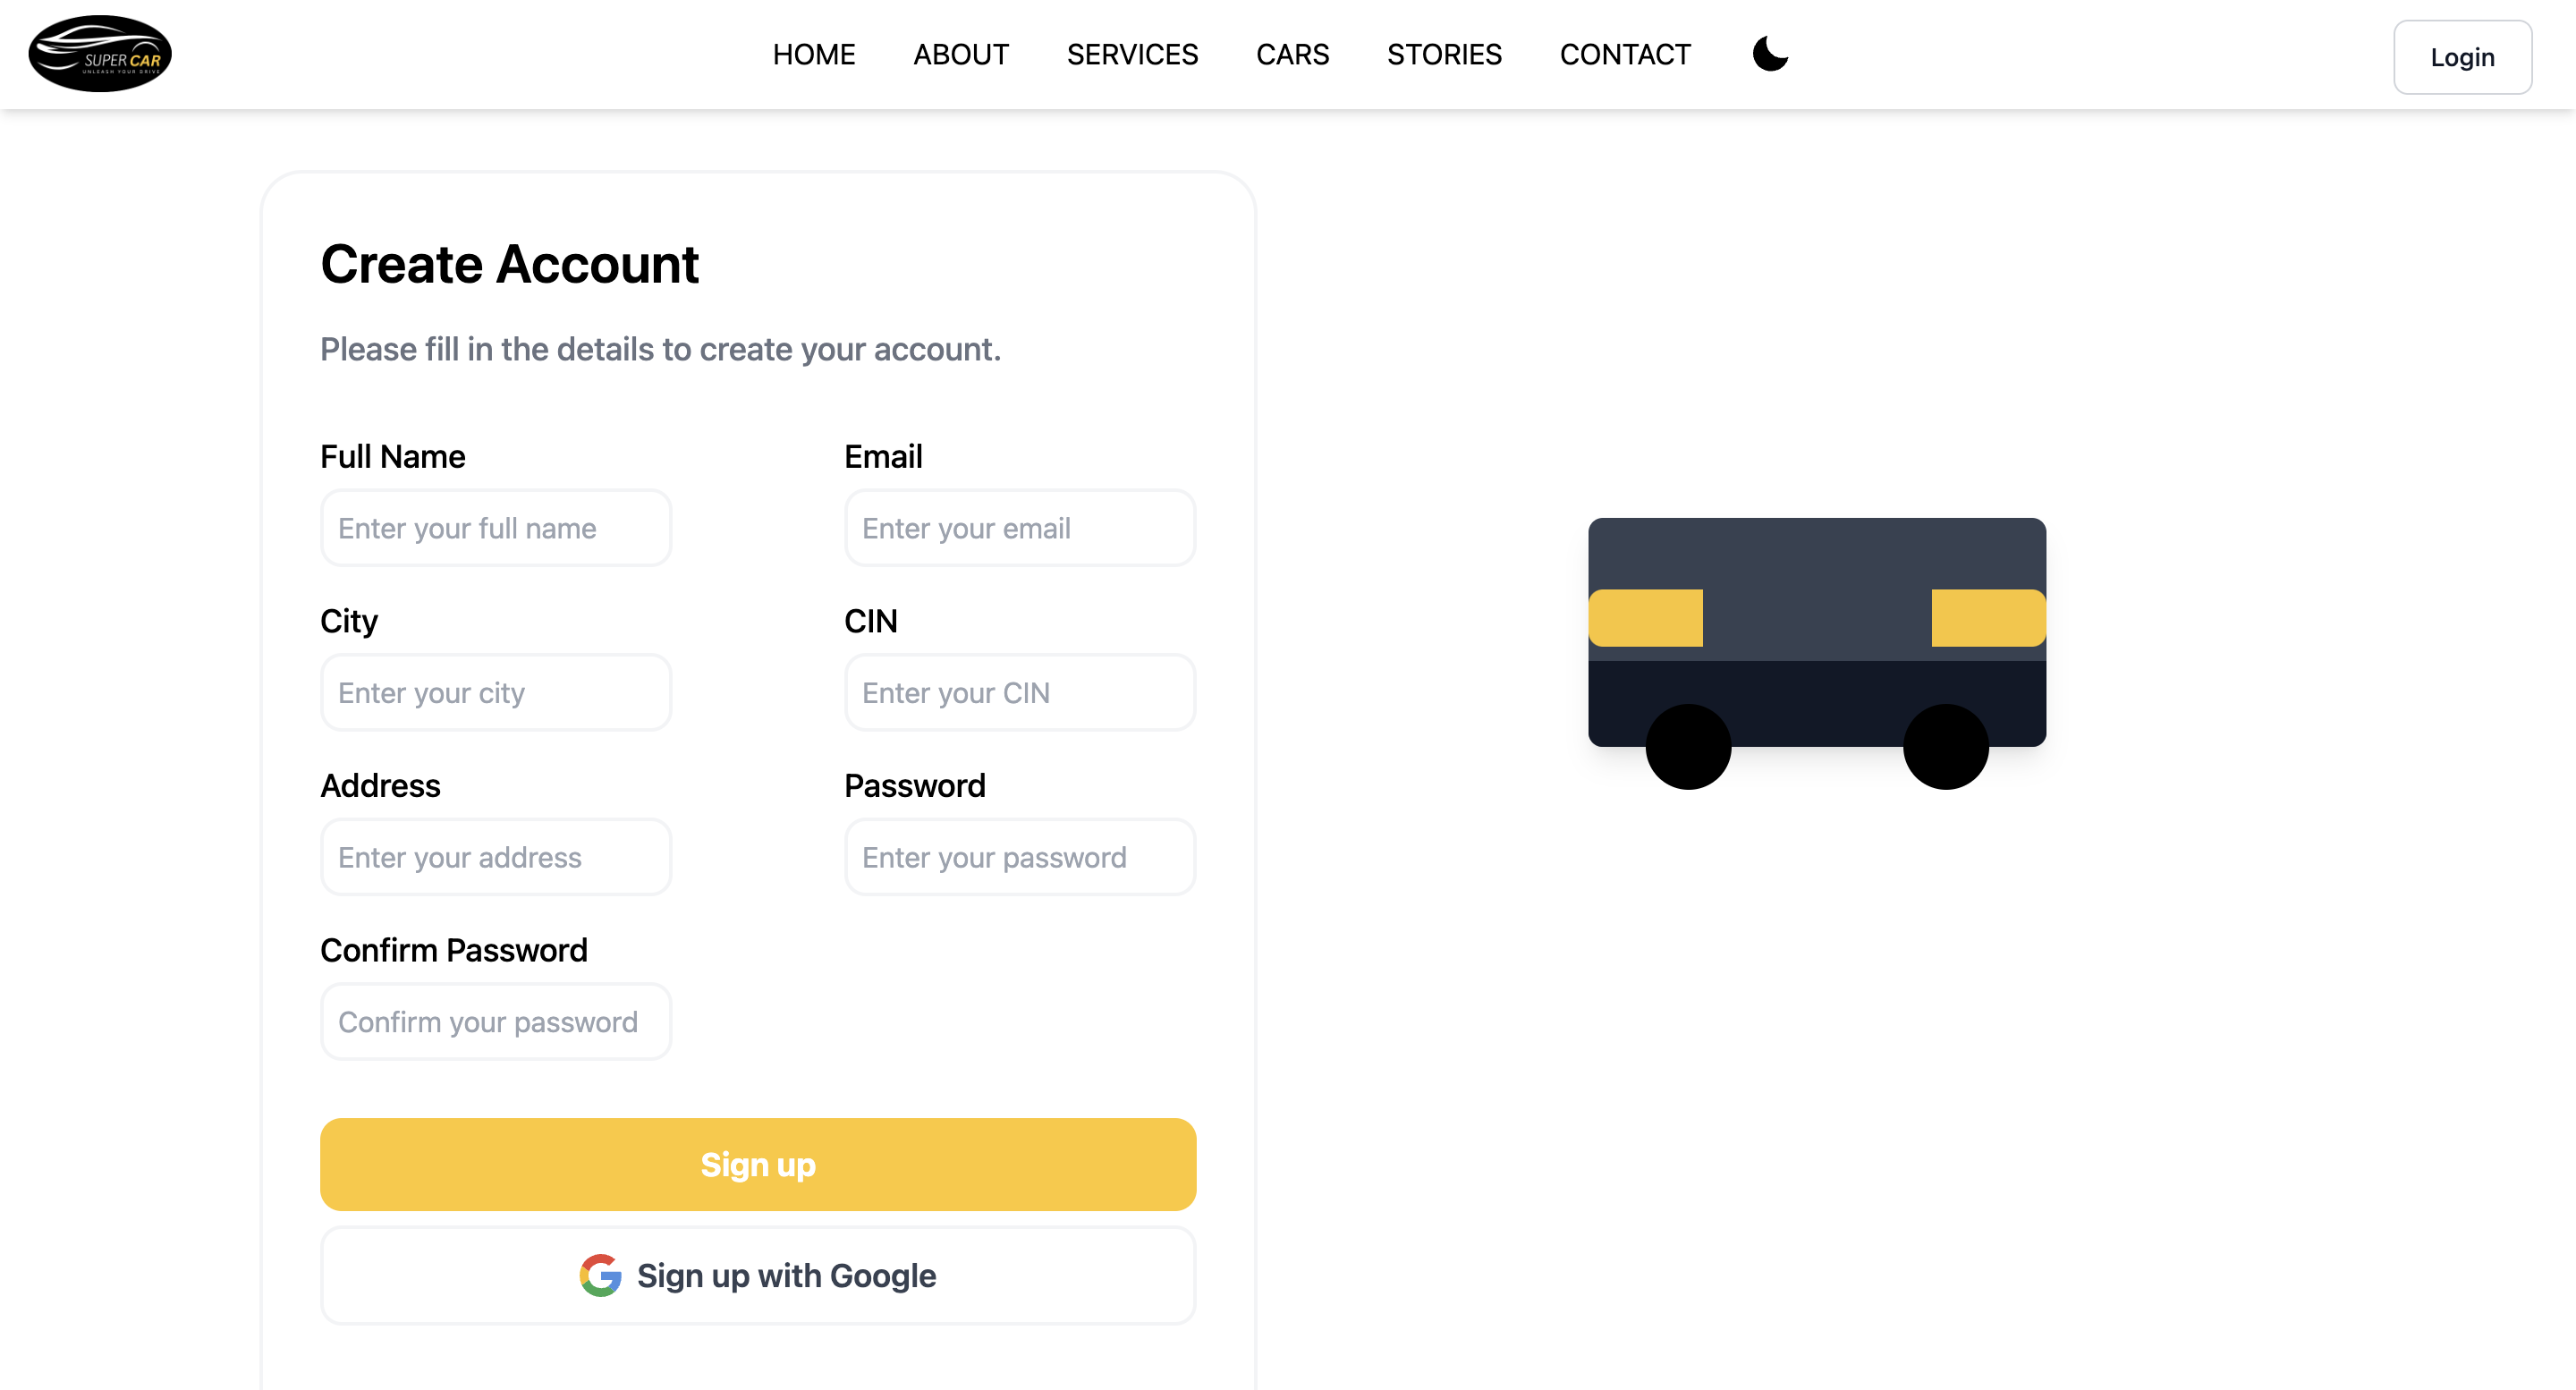 SUPER CAR
UNLEASH YOUR DRIVE
HOME ABOUT SERVICES CARS STORIES CONTACT
Login
Create Account
Please fill in the details to create your account.
Full Name
Email
Enter your full name
Enter your email
City
CIN
Enter your city
Enter your CIN
Address
Password
Enter your address
Enter your password
Confirm Password
Confirm your password
Sign up
Sign up with Google